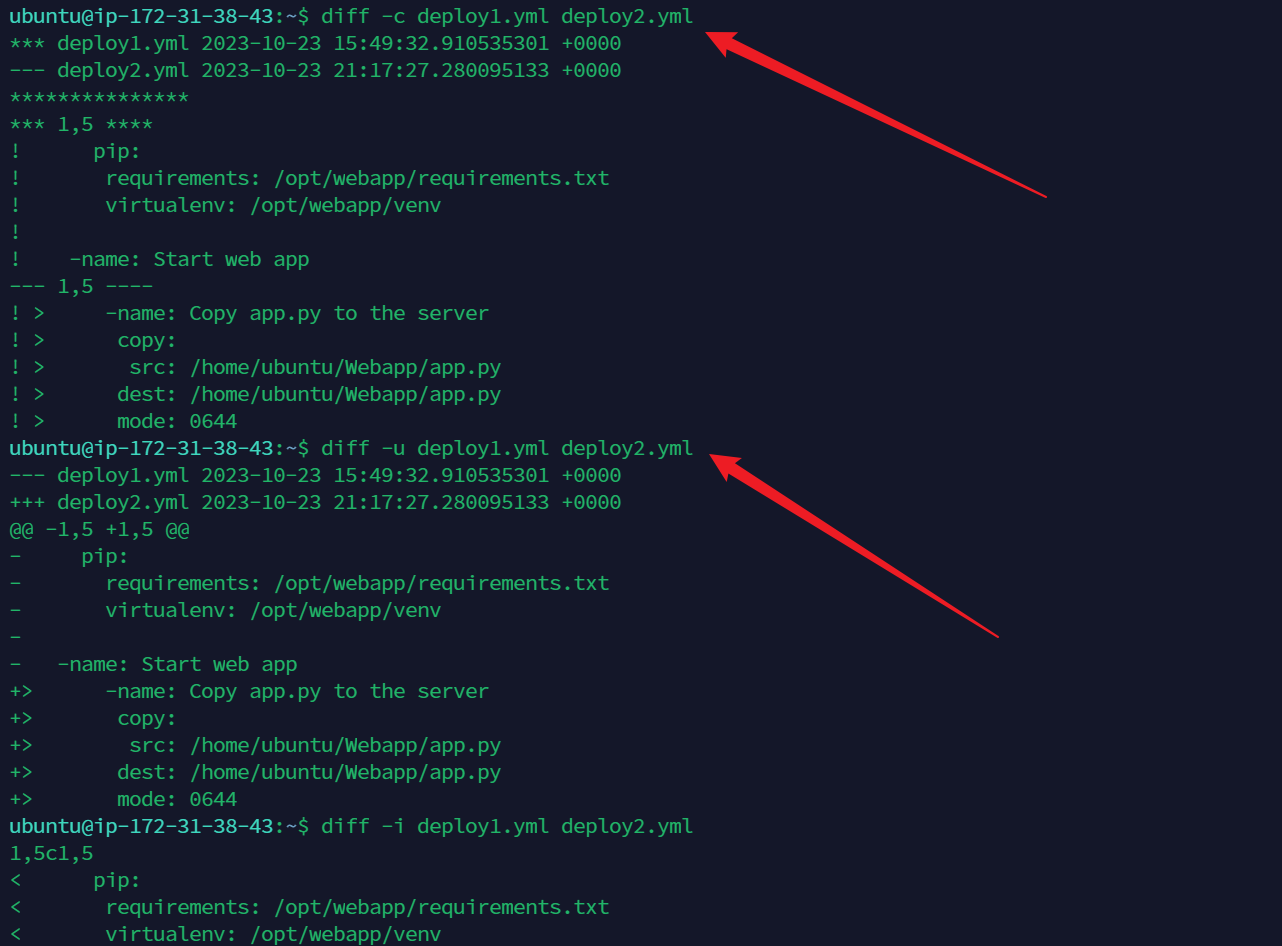 ubuntu@ip-172-31-38-43:~$ diff -c deploy1.yml deploy2.yml
*** deploy1.yml 2023-10-23 15:49:32.910535301 +0000
--- deploy2.yml 2023-10-23 21:17:27.280095133 +0000
***************
*** 1,5 ****
!      pip:
!       requirements: /opt/webapp/requirements.txt
!       virtualenv: /opt/webapp/venv
!
!    -name: Start web app
--- 1,5 ----
! >     -name: Copy app.py to the server
! >      copy:
! >       src: /home/ubuntu/Webapp/app.py
! >      dest: /home/ubuntu/Webapp/app.py
! >      mode: 0644
ubuntu@ip-172-31-38-43:~$ diff -u deploy1.yml deploy2.yml
--- deploy1.yml 2023-10-23 15:49:32.910535301 +0000
+++ deploy2.yml 2023-10-23 21:17:27.280095133 +0000
@@ -1,5 +1,5 @@
-     pip:
-       requirements: /opt/webapp/requirements.txt
-       virtualenv: /opt/webapp/venv
-
-   -name: Start web app
+>      -name: Copy app.py to the server
+>       copy:
+>        src: /home/ubuntu/Webapp/app.py
+>       dest: /home/ubuntu/Webapp/app.py
+>       mode: 0644
ubuntu@ip-172-31-38-43:~$ diff -i deploy1.yml deploy2.yml
1,5c1,5
<      pip:
<       requirements: /opt/webapp/requirements.txt
<       virtualenv: /opt/webapp/venv